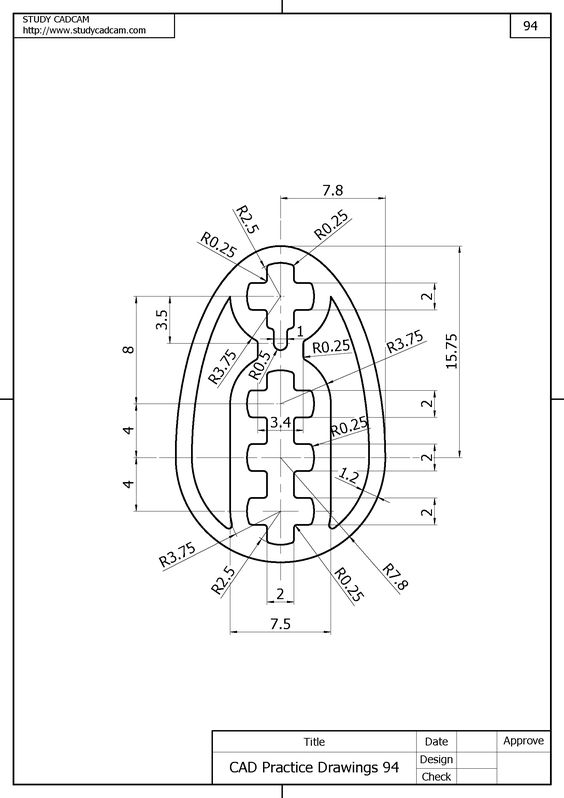 STUDY CADCAM
http://www.studycadcam.com
94
7.8
R2.5
R0.25
R0.25
2
3.5
1
8
R3.75
R0.5
R0.25
R3.75
15.75
2
3.4
R0.25
4
2
1.2
4
2
R3.75
R2.5
R0.25
R7.8
2
7.5
Title
Date
Approve
CAD Practice Drawings 94
Design
Check